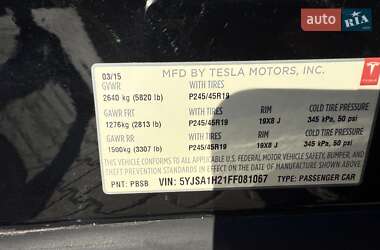 auto RIA.com
03/15 MFD BY TESLA MOTORS, INC.
GVWR WITH TIRES
2640 kg (5820 lb) P245/45R19
GAWR FRT WITH TIRES RIM COLD TIRE PRESSURE
1276kg (2813 lb) P245/45R19 19X8 J 345 kPa, 50 psi
GAWR RR WITH TIRES RIM COLD TIRE PRESSURE
1500kg (3307 lb) P245/45R19 19X8 J 345 kPa, 50 psi
THIS VEHICLE CONFORMS TO ALL APPLICABLE U.S. FEDERAL MOTOR VEHICLE SAFETY, BUMPER, AND
THEFT PREVENTION STANDARDS IN EFFECT ON THE DATE OF MANUFACTURE SHOWN ABOVE.
PNT: PBSB VIN: 5YJSA1H21FF081067 TYPE: PASSENGER CAR
TESLA